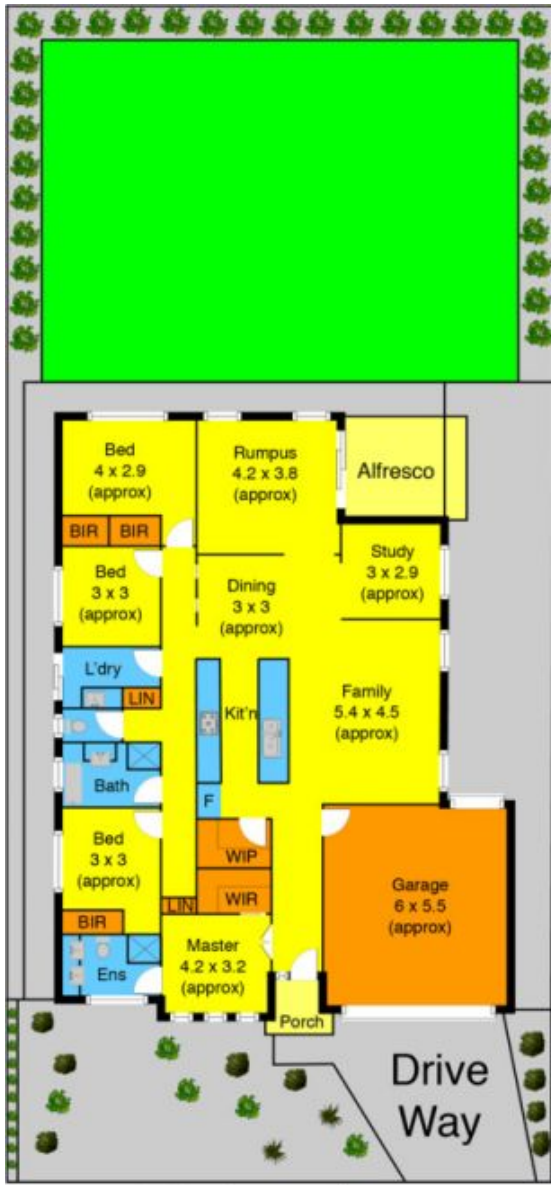 Bed
4 x 2.9
(approx)
Rumpus
4.2 x 3.8
(approx)
Alfresco
BIR
BIR
Study
3 x 2.9
(approx)
Bed
3 x 3
(approx)
Dining
3 x 3
(approx)
L'dry
LIN
Kit'n
Family
5.4 x 4.5
(approx)
Bath
F
Bed
3 x 3
(approx)
WIP
WIR
Garage
6 x 5.5
(approx)
BIR
LIN
Ens
Master
4.2 x 3.2
(approx)
Porch
Drive
Way